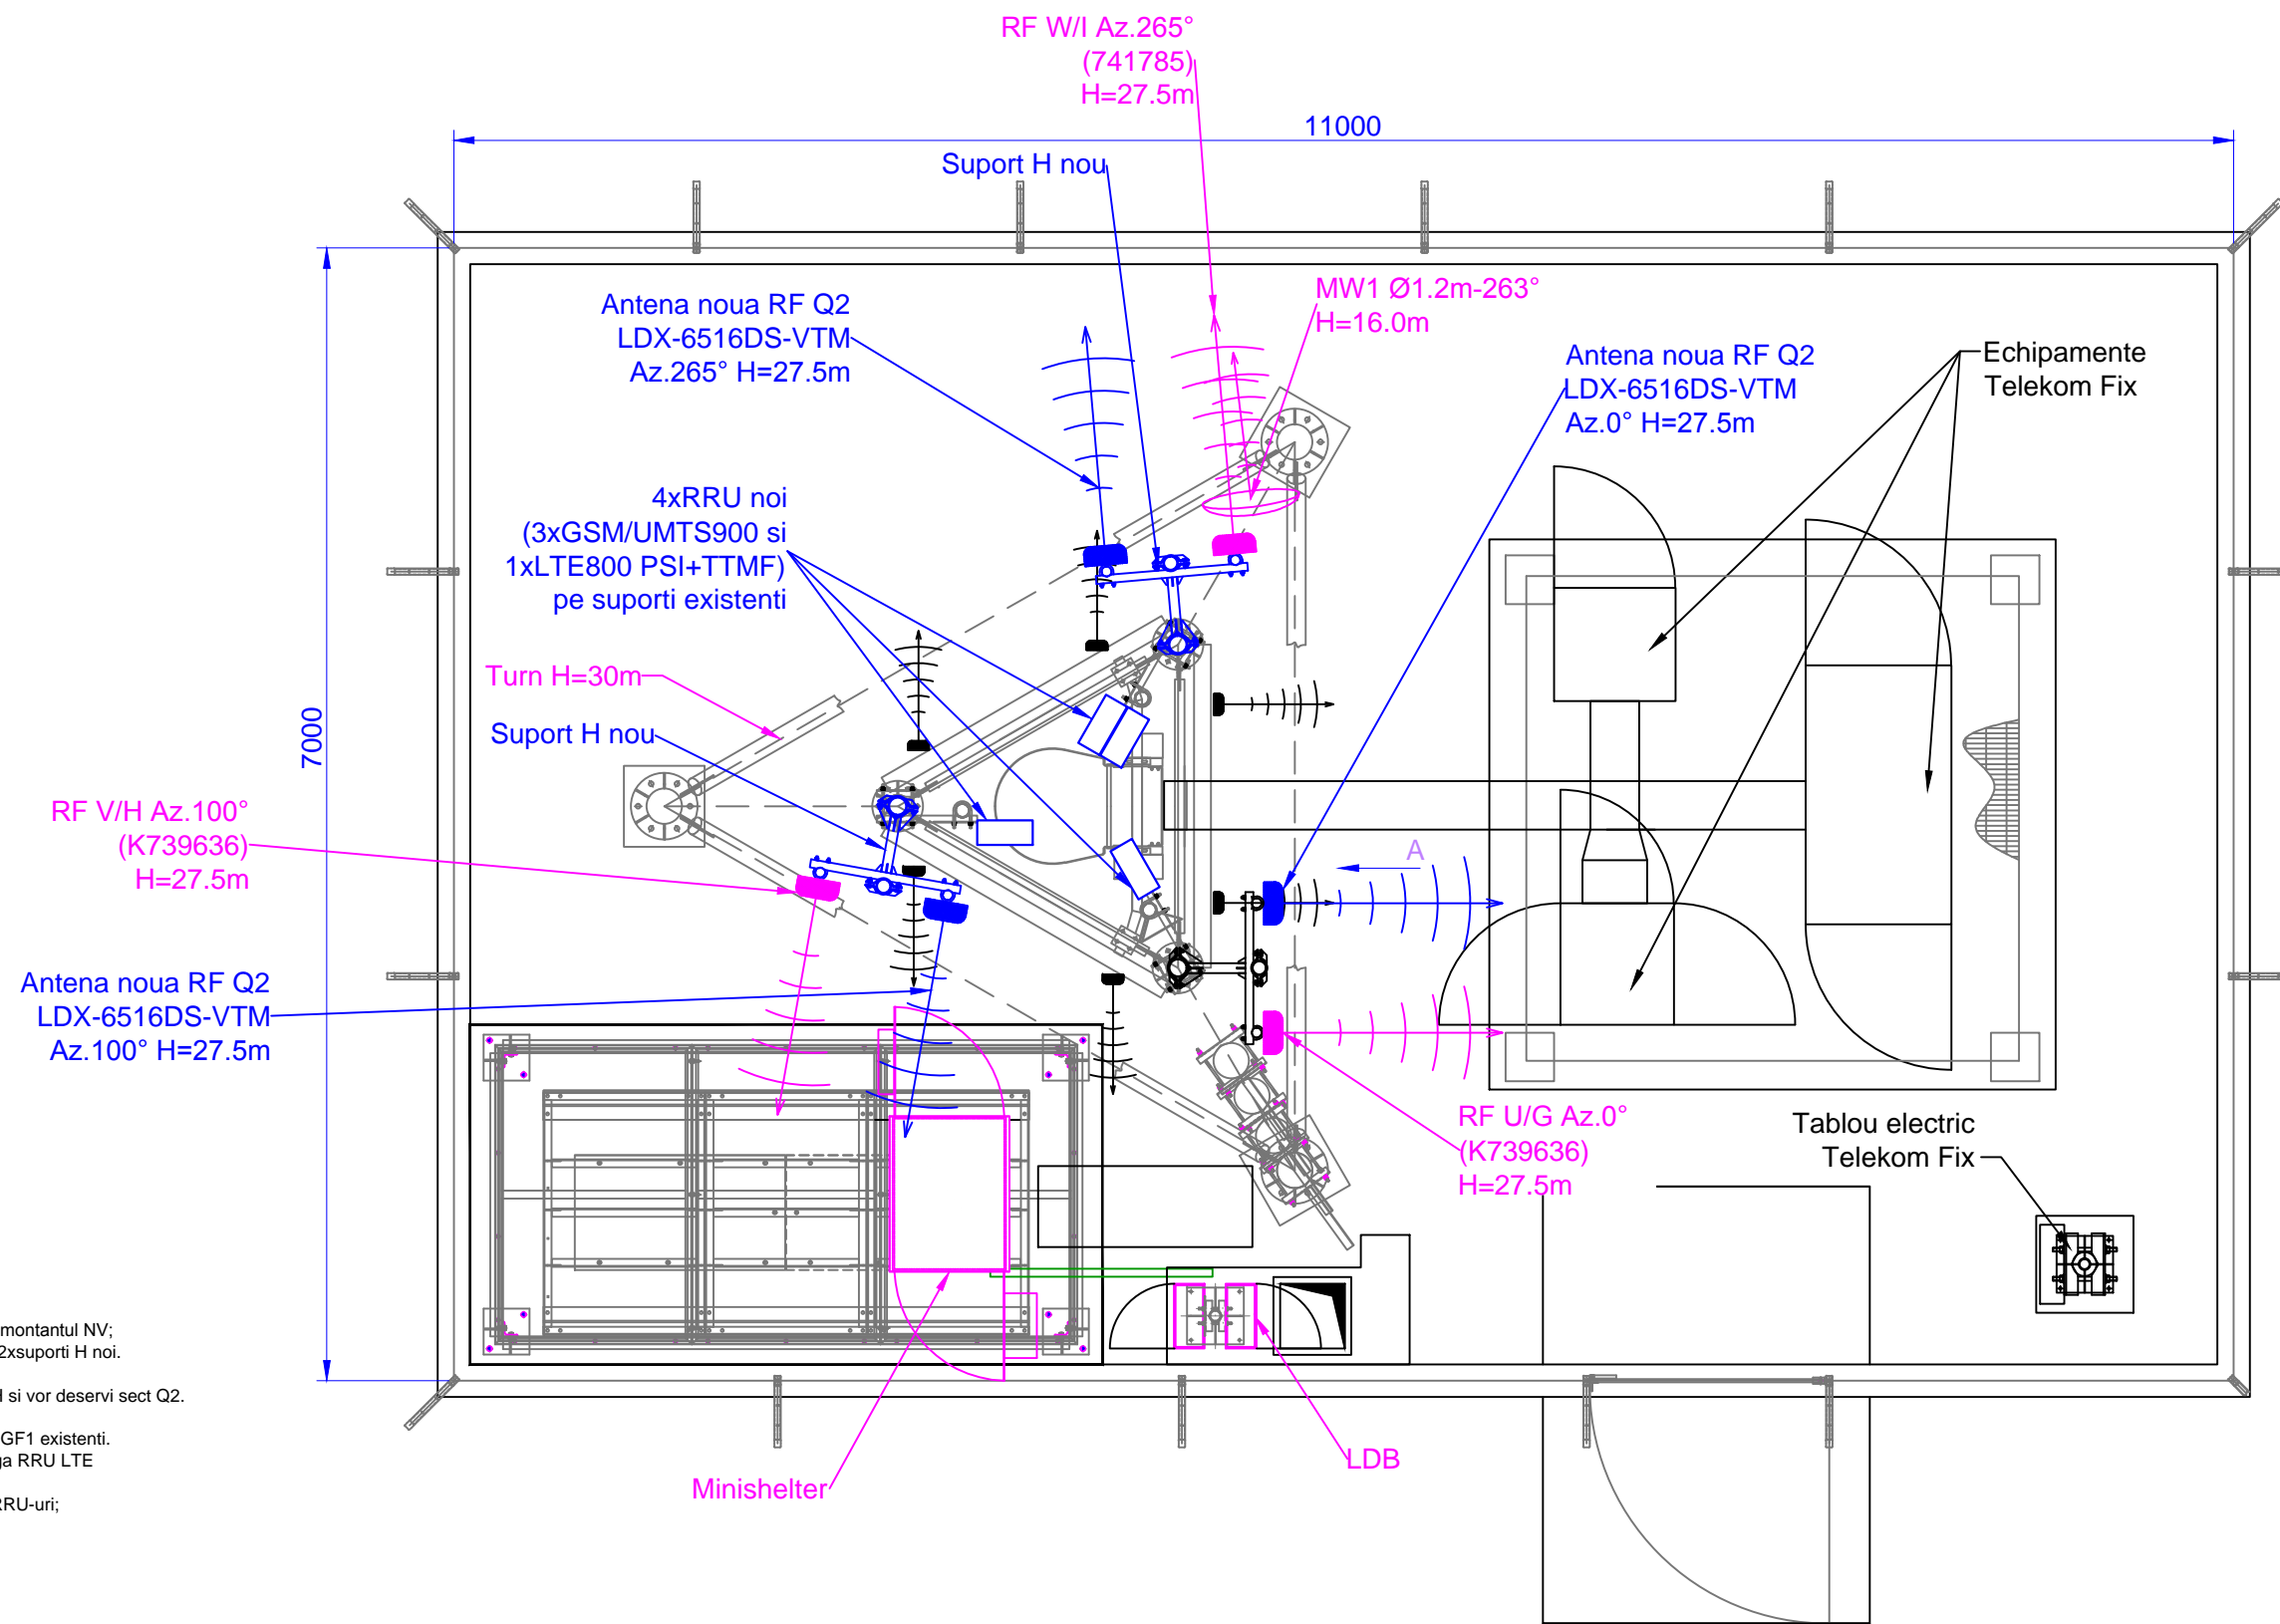 RF W/I Az.265°
(741785)
H=27.5m
11000
Suport H nou
MW1 Ø1.2m-263°
H=16.0m
Antena noua RF Q2
LDX-6516DS-VTM
Az.265° H=27.5m
Antena noua RF Q2
LDX-6516DS-VTM
Az.0° H=27.5m
Echipamente
Telekom Fix
4xRRU noi
(3xGSM/UMTS900 si
1xLTE800 PSI+TTMF)
pe suporti existenti
Turn H=30m
Suport H nou
7000
RF V/H Az.100°
(K739636)
H=27.5m
A
Antena noua RF Q2
LDX-6516DS-VTM
Az.100° H=27.5m
RF U/G Az.0°
(K739636)
H=27.5m
Tablou electric
Telekom Fix
montantul NV;
2xsuporti H noi.
H si vor deservi sect Q2.
GF1 existenti.
ga RRU LTE
RRU-uri;
LDB
Minishelter